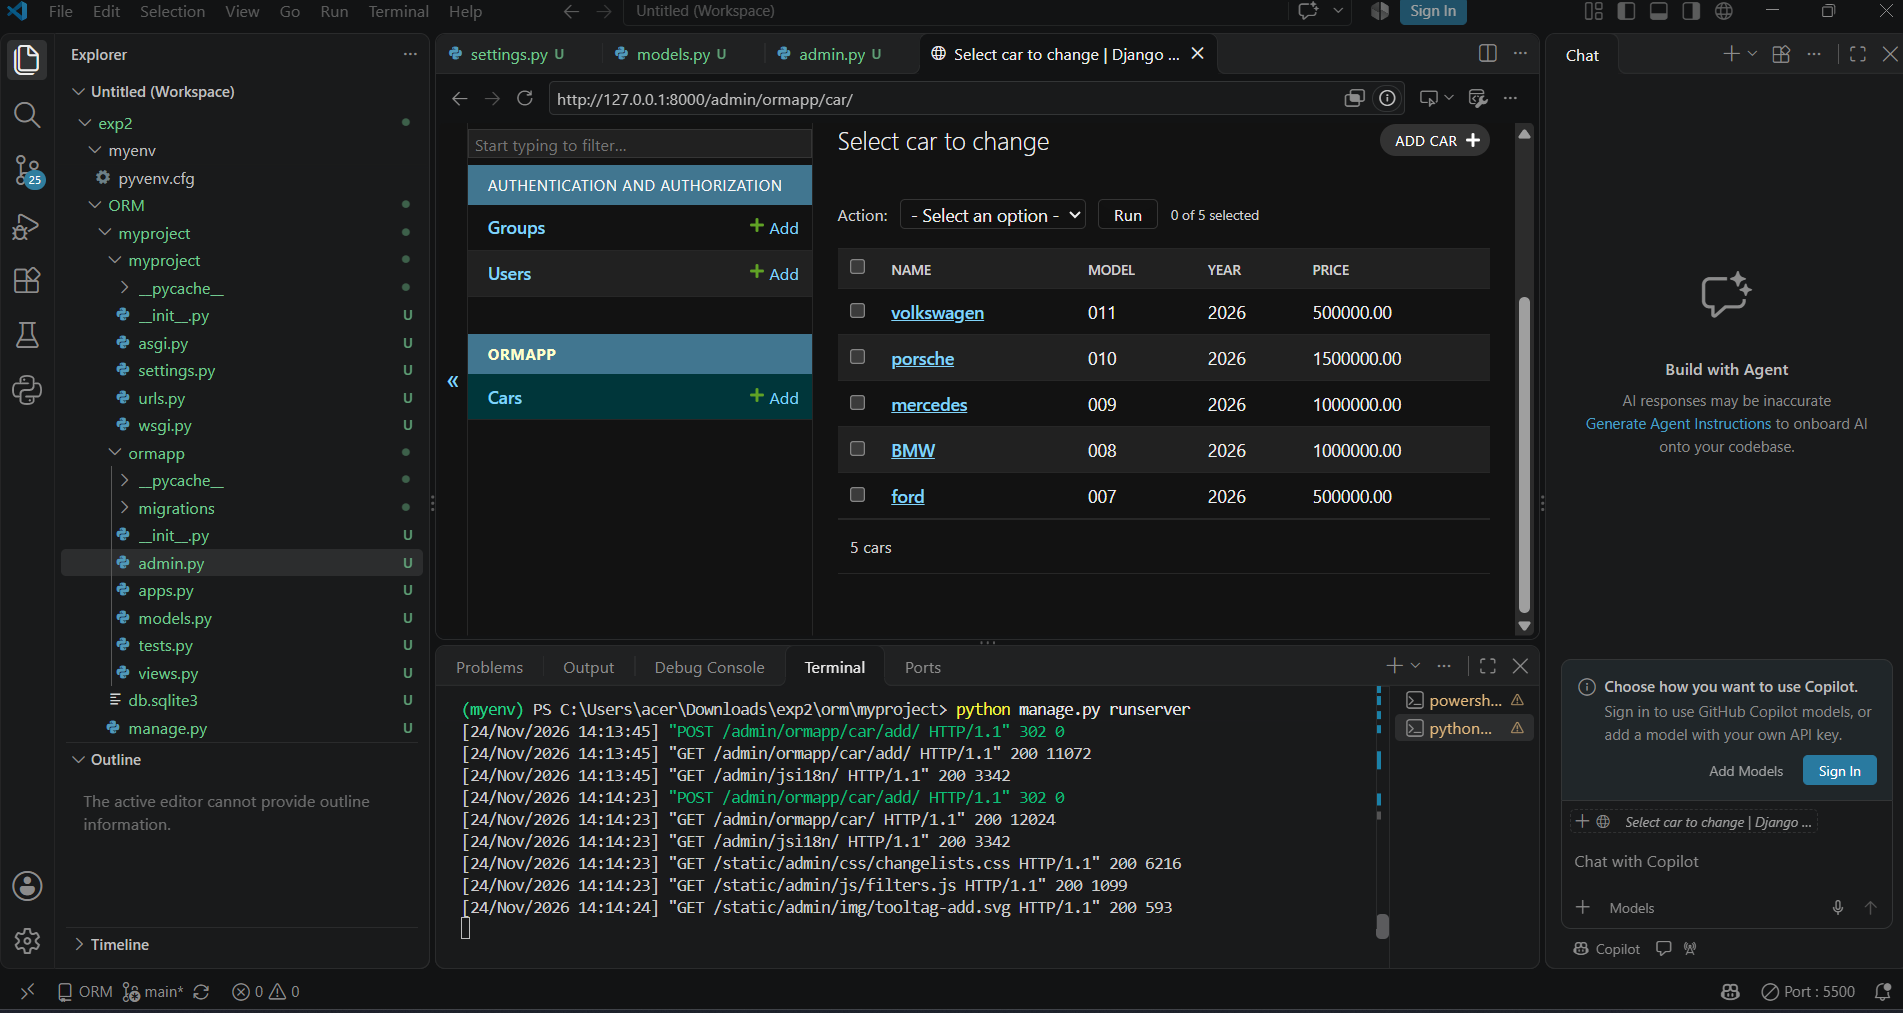 File Edit Selection View Go Run Terminal Help
Untitled (Workspace)
Sign In
Explorer
Untitled (Workspace)
exp2
myenv
pyvenv.cfg
ORM
myproject
myproject
__pycache__
__init__.py U
asgi.py U
settings.py U
urls.py U
wsgi.py U
ormapp
__pycache__
migrations
__init__.py U
admin.py U
apps.py U
models.py U
tests.py U
views.py U
db.sqlite3 U
manage.py U
Outline
The active editor cannot provide outline
information.
Timeline
25
settings.py U
models.py U
admin.py U
Select car to change | Django ...
http://127.0.0.1:8000/admin/ormapp/car/
Start typing to filter...
AUTHENTICATION AND AUTHORIZATION
Groups Add
Users Add
ORMAPP
Cars Add
«
Select car to change
ADD CAR
Action: - Select an option - Run 0 of 5 selected
NAME MODEL YEAR PRICE
volkswagen 011 2026 500000.00
porsche 010 2026 1500000.00
mercedes 009 2026 1000000.00
BMW 008 2026 1000000.00
ford 007 2026 500000.00
5 cars
Problems Output Debug Console Terminal Ports
(myenv) PS C:\Users\acer\Downloads\exp2\orm\myproject> python manage.py runserver
[24/Nov/2026 14:13:45] "POST /admin/ormapp/car/add/ HTTP/1.1" 302 0
[24/Nov/2026 14:13:45] "GET /admin/ormapp/car/add/ HTTP/1.1" 200 11072
[24/Nov/2026 14:13:45] "GET /admin/jsi18n/ HTTP/1.1" 200 3342
[24/Nov/2026 14:14:23] "POST /admin/ormapp/car/add/ HTTP/1.1" 302 0
[24/Nov/2026 14:14:23] "GET /admin/ormapp/car/ HTTP/1.1" 200 12024
[24/Nov/2026 14:14:23] "GET /admin/jsi18n/ HTTP/1.1" 200 3342
[24/Nov/2026 14:14:23] "GET /static/admin/css/changelists.css HTTP/1.1" 200 6216
[24/Nov/2026 14:14:23] "GET /static/admin/js/filters.js HTTP/1.1" 200 1099
[24/Nov/2026 14:14:24] "GET /static/admin/img/tooltag-add.svg HTTP/1.1" 200 593
powersh...
python...
Chat
Build with Agent
AI responses may be inaccurate
Generate Agent Instructions to onboard AI
onto your codebase.
Choose how you want to use Copilot.
Sign in to use GitHub Copilot models, or
add a model with your own API key.
Add Models Sign In
Select car to change | Django ...
Chat with Copilot
Models
Copilot
ORM main* 0 0
Port : 5500